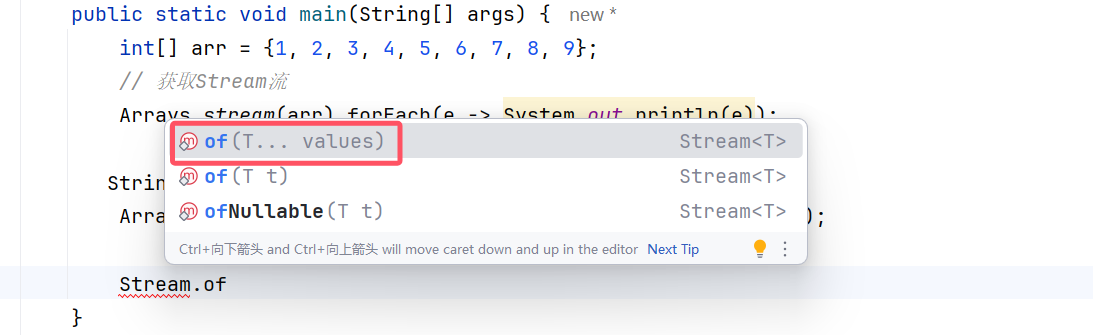 public static void main(String[] args) { new *
int[] arr = {1, 2, 3, 4, 5, 6, 7, 8, 9};
// 获取Stream流
Arrays.stream(arr).forEach(e -> System.out.println(e));
of(T... values) Stream<T>
Strin
of(T t) Stream<T>
Arra );
ofNullable(T t) Stream<T>
Ctrl+向下箭头 and Ctrl+向上箭头 will move caret down and up in the editor Next Tip
Stream.of
}